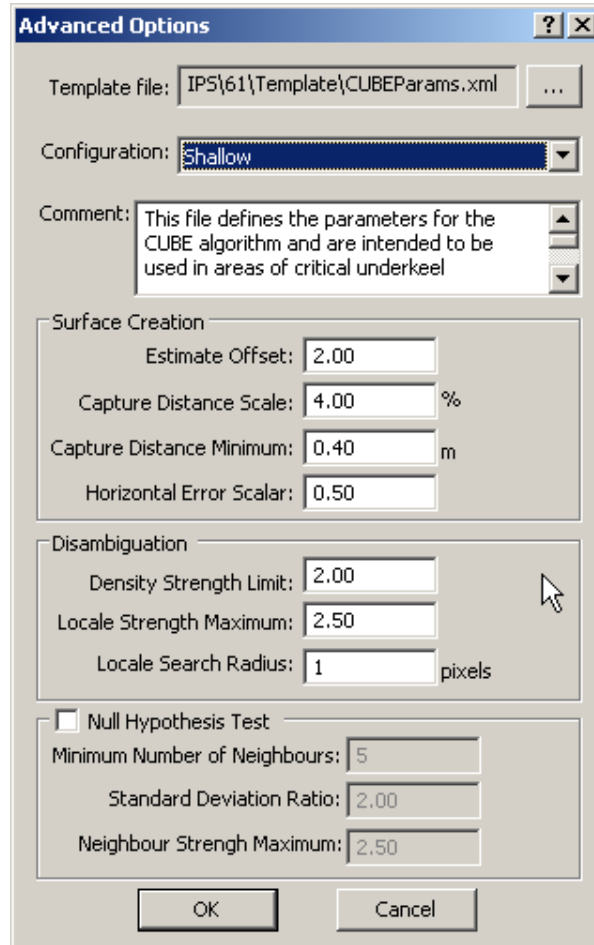 Advanced Options
Template file: IPS\61\Template\CUBEParams.xml ...
Configuration: Shallow
Comment: This file defines the parameters for the
CUBE algorithm and are intended to be
used in areas of critical underkeel
Surface Creation
Estimate Offset: 2.00
Capture Distance Scale: 4.00 %
Capture Distance Minimum: 0.40 m
Horizontal Error Scalar: 0.50
Disambiguation
Density Strength Limit: 2.00
Locale Strength Maximum: 2.50
Locale Search Radius: 1 pixels
Null Hypothesis Test
Minimum Number of Neighbours: 5
Standard Deviation Ratio: 2.00
Neighbour Strengh Maximum: 2.50
OK Cancel